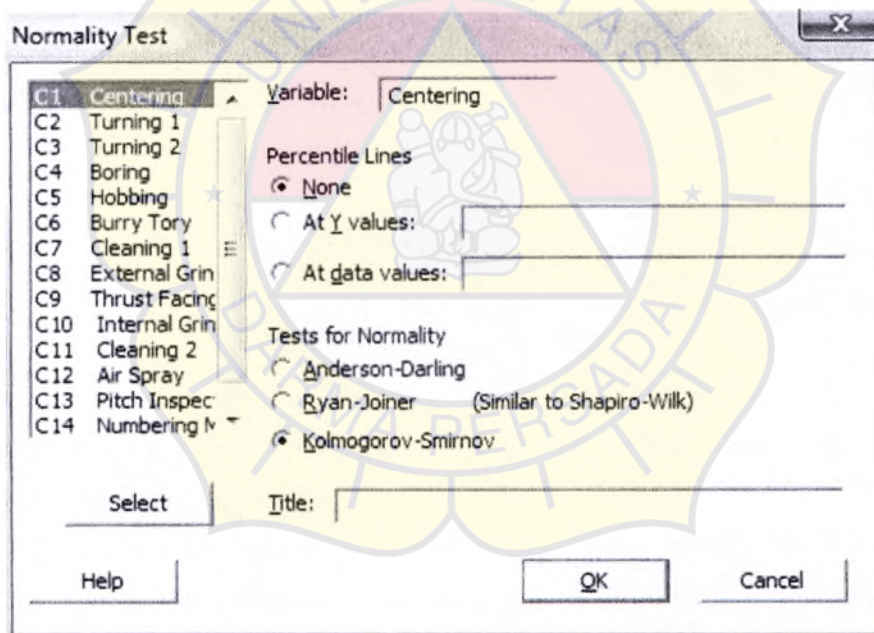 Normality Test
C1 Centering
C2 Turning 1
C3 Turning 2
C4 Boring
C5 Hobbing
C6 Burry Tory
C7 Cleaning 1
C8 External Grin
C9 Thrust Facing
C10 Internal Grin
C11 Cleaning 2
C12 Air Spray
C13 Pitch Inspec
C14 Numbering M
Select
Help
Variable: Centering
Percentile Lines
None
At Y values:
At data values:
Tests for Normality
Anderson-Darling
Ryan-Joiner (Similar to Shapiro-Wilk)
Kolmogorov-Smirnov
Title:
OK
Cancel
DARMA PERSADA